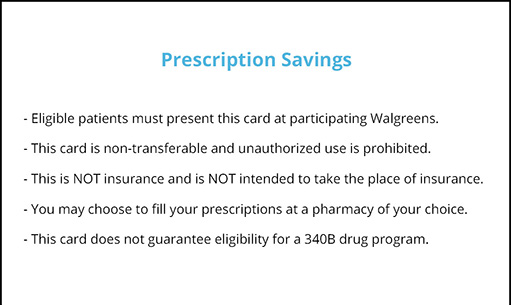 Prescription Savings
- Eligible patients must present this card at participating Walgreens.
- This card is non-transferable and unauthorized use is prohibited.
- This is NOT insurance and is NOT intended to take the place of insurance.
- You may choose to fill your prescriptions at a pharmacy of your choice.
- This card does not guarantee eligibility for a 340B drug program.